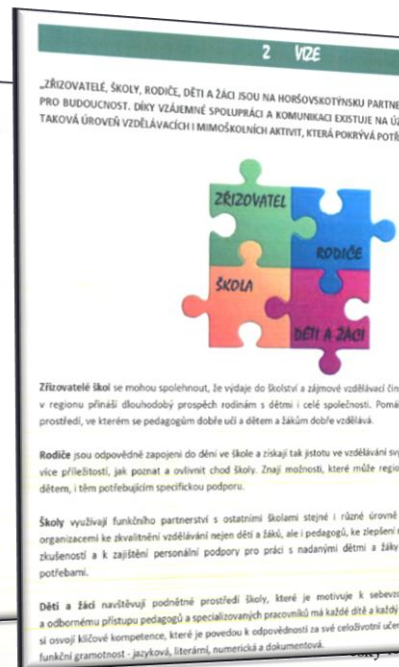 2 VIZE
„ZŘIZOVATELÉ, ŠKOLY, RODIČE, DĚTI A ŽÁCI JSOU NA HORŠOVSKOTÝNSKU PARTNE
PRO BUDOUCNOST. DÍKY VZÁJEMNÉ SPOLUPRÁCI A KOMUNIKACI EXISTUJE NA ÚZ
TAKOVÁ ÚROVEŇ VZDĚLÁVACÍCH I MIMOŠKOLNÍCH AKTIVIT, KTERÁ POKRÝVÁ POTŘ
ZŘIZOVATEL
RODIČE
ŠKOLA
DĚTI A ŽÁCI
Zřizovatelé škol se mohou spolehnout, že výdaje do školství a zájmové vzdělávací čin
v regionu přináší dlouhodobý prospěch rodinám s dětmi i celé společnosti. Pomá
prostředí, ve kterém se pedagogům dobře učí a dětem a žákům dobře vzdělává.
Rodiče jsou odpovědně zapojeni do dění ve škole a získají tak jistotu ve vzdělávání sv
více příležitostí, jak poznat a ovlivnit chod školy. Znají možnosti, které může regio
dětem, i těm potřebujícím specifickou podporu.
Školy využívají funkčního partnerství s ostatními školami stejné i různé úrovně
organizacemi ke zkvalitnění vzdělávání nejen dětí a žáků, ale i pedagogů, ke zlepšení
zkušeností a k zajištění personální podpory pro práci s nadanými dětmi a žáky
potřebami.
Děti a žáci navštěvují podnětné prostředí školy, které je motivuje k sebevz
a odbornému přístupu pedagogů a specializovaných pracovníků má každé dítě a každý
si osvojí klíčové kompetence, které je povedou k odpovědnosti za své celoživotní uče
funkční gramotnost - jazyková, literární, numerická a dokumentová.